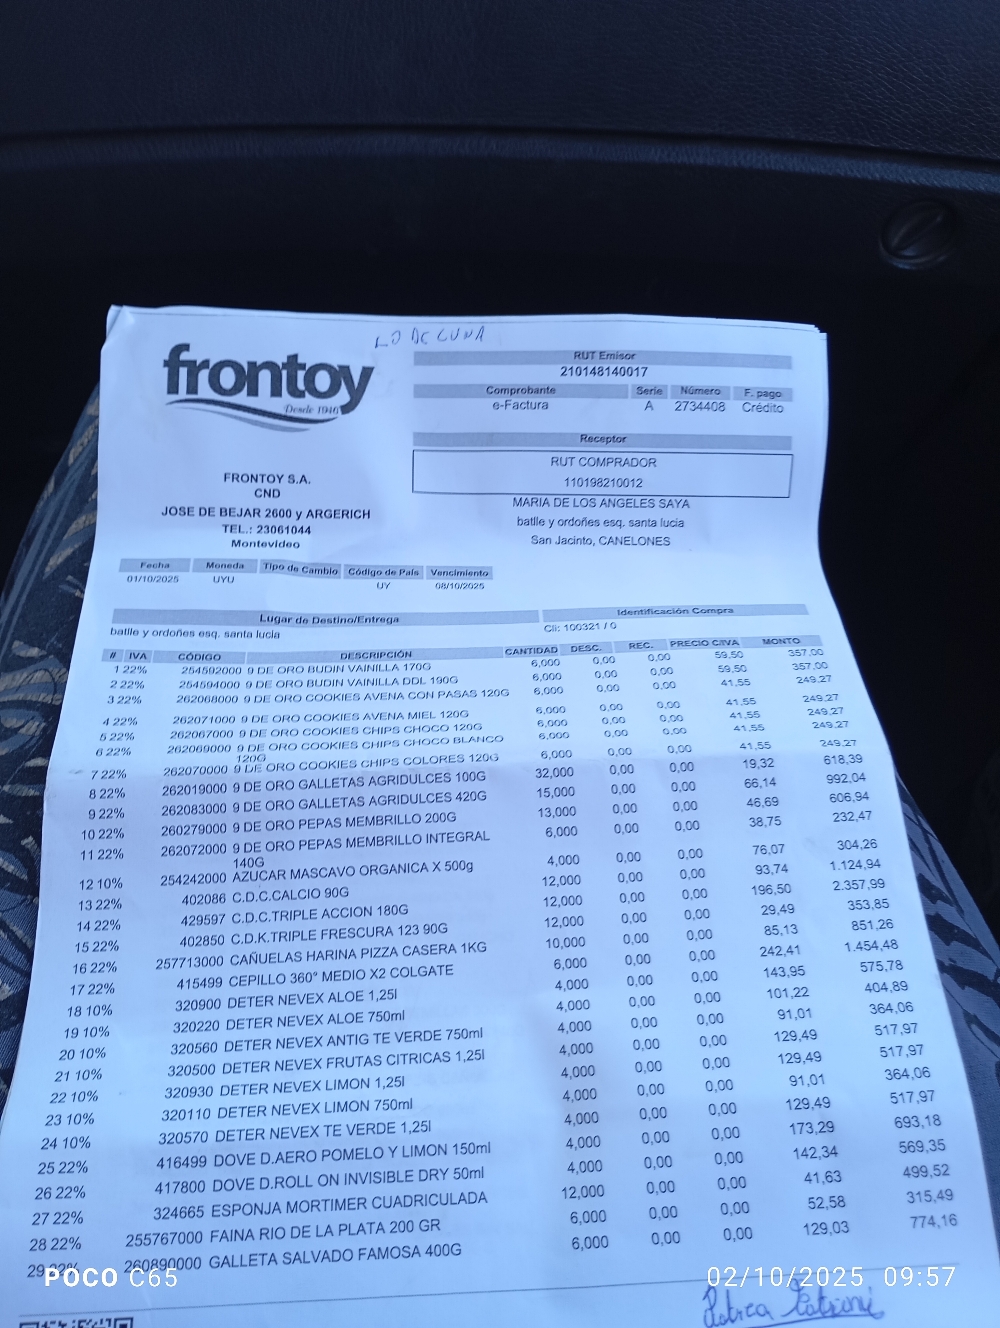 LO DE LUNA
frontoy
Desde 1940
RUT Emisor
210148140017
Comprobante Serie Número F. pago
e-Factura A 2734408 Crédito
Receptor
RUT COMPRADOR
110198210012
MARIA DE LOS ANGELES SAYA
batlle y ordoñes esq. santa lucia
San Jacinto, CANELONES
FRONTOY S.A.
CND
JOSE DE BEJAR 2600 y ARGERICH
TEL.: 23061044
Montevideo
Fecha Moneda Tipo de Cambio Código de País Vencimiento
01/10/2025 UYU UY 08/10/2025
Lugar de Destino/Entrega Identificación Compra
batlle y ordoñes esq. santa lucia Cli: 100321 / 0
# IVA CÓDIGO DESCRIPCIÓN CANTIDAD DESC. REC. PRECIO C/IVA MONTO
1 22% 254592000 9 DE ORO BUDIN VAINILLA 170G 6,000 0,00 0,00 59,50 357,00
2 22% 254594000 9 DE ORO BUDIN VAINILLA DDL 190G 6,000 0,00 0,00 59,50 357,00
3 22% 262068000 9 DE ORO COOKIES AVENA CON PASAS 120G 6,000 0,00 0,00 41,55 249,27
4 22% 262071000 9 DE ORO COOKIES AVENA MIEL 120G 6,000 0,00 0,00 41,55 249,27
5 22% 262067000 9 DE ORO COOKIES CHIPS CHOCO 120G 6,000 0,00 0,00 41,55 249,27
6 22% 262069000 9 DE ORO COOKIES CHIPS CHOCO BLANCO 6,000 0,00 0,00 41,55 249,27
120G
7 22% 262070000 9 DE ORO COOKIES CHIPS COLORES 120G 6,000 0,00 0,00 41,55 249,27
8 22% 262019000 9 DE ORO GALLETAS AGRIDULCES 100G 32,000 0,00 0,00 19,32 618,39
9 22% 262083000 9 DE ORO GALLETAS AGRIDULCES 420G 15,000 0,00 0,00 66,14 992,04
10 22% 260279000 9 DE ORO PEPAS MEMBRILLO 200G 13,000 0,00 0,00 46,69 606,94
11 22% 262072000 9 DE ORO PEPAS MEMBRILLO INTEGRAL 6,000 0,00 0,00 38,75 232,47
140G
12 10% 254242000 AZUCAR MASCAVO ORGANICA X 500g 4,000 0,00 0,00 76,07 304,26
13 22% 402086 C.D.C.CALCIO 90G 12,000 0,00 0,00 93,74 1.124,94
14 22% 429597 C.D.C.TRIPLE ACCION 180G 12,000 0,00 0,00 196,50 2.357,99
15 22% 402850 C.D.K.TRIPLE FRESCURA 123 90G 12,000 0,00 0,00 29,49 353,85
16 22% 257713000 CAÑUELAS HARINA PIZZA CASERA 1KG 10,000 0,00 0,00 85,13 851,26
17 22% 415499 CEPILLO 360° MEDIO X2 COLGATE 6,000 0,00 0,00 242,41 1.454,48
18 10% 320900 DETER NEVEX ALOE 1,25l 4,000 0,00 0,00 143,95 575,78
19 10% 320220 DETER NEVEX ALOE 750ml 4,000 0,00 0,00 101,22 404,89
20 10% 320560 DETER NEVEX ANTIG TE VERDE 750ml 4,000 0,00 0,00 91,01 364,06
21 10% 320500 DETER NEVEX FRUTAS CITRICAS 1,25l 4,000 0,00 0,00 129,49 517,97
22 10% 320930 DETER NEVEX LIMON 1,25l 4,000 0,00 0,00 129,49 517,97
23 10% 320110 DETER NEVEX LIMON 750ml 4,000 0,00 0,00 91,01 364,06
24 10% 320570 DETER NEVEX TE VERDE 1,25l 4,000 0,00 0,00 129,49 517,97
25 22% 416499 DOVE D.AERO POMELO Y LIMON 150ml 4,000 0,00 0,00 173,29 693,18
26 22% 417800 DOVE D.ROLL ON INVISIBLE DRY 50ml 4,000 0,00 0,00 142,34 569,35
27 22% 324665 ESPONJA MORTIMER CUADRICULADA 12,000 0,00 0,00 41,63 499,52
28 22% 255767000 FAINA RIO DE LA PLATA 200 GR 6,000 0,00 0,00 52,58 315,49
29 22% 260890000 GALLETA SALVADO FAMOSA 400G 6,000 0,00 0,00 129,03 774,16
POCO C65
02/10/2025 09:57